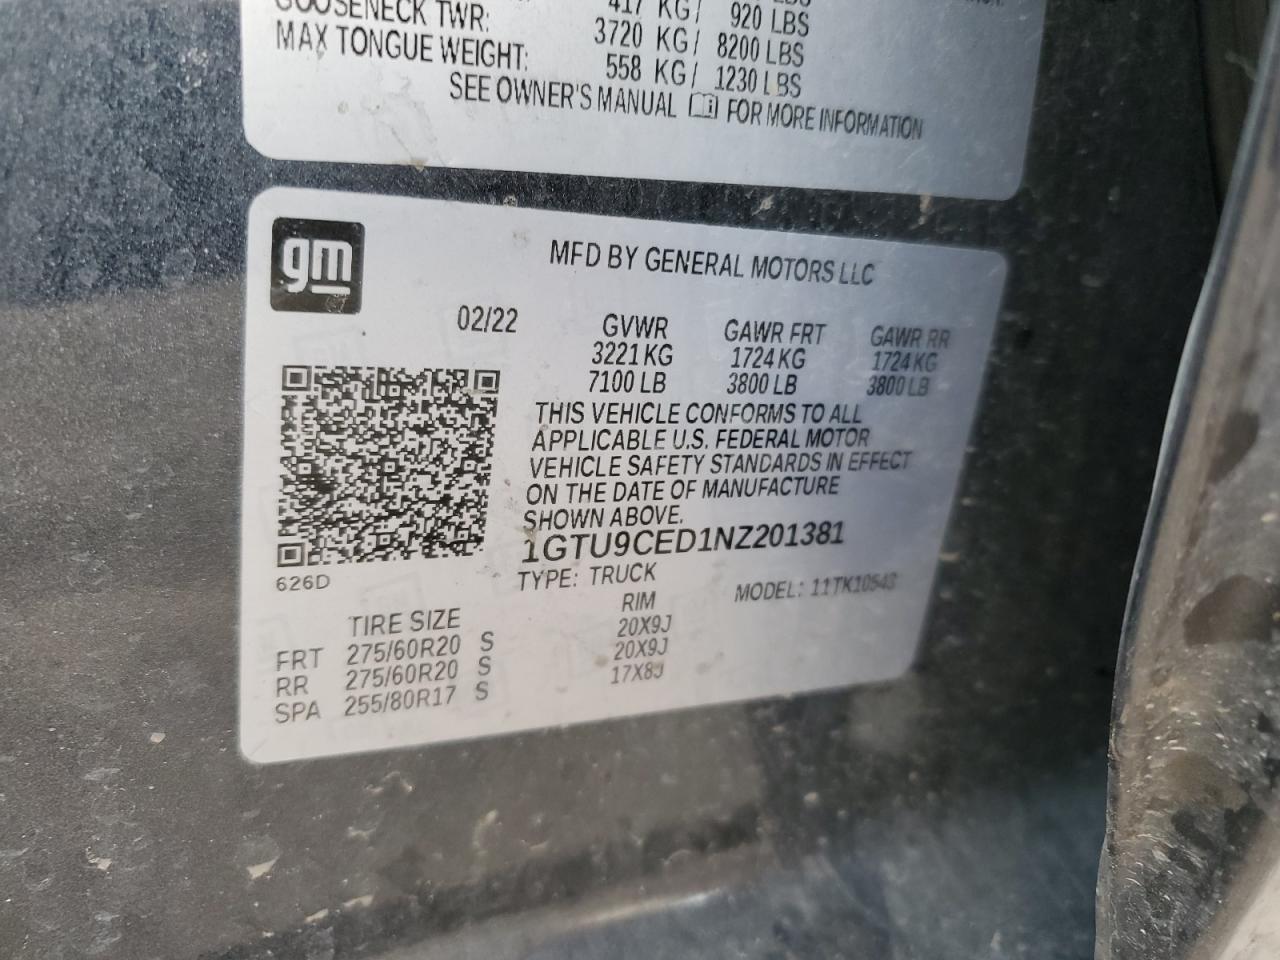 GOOSENECK TWR: 417 KG/ 920 LBS
3720 KG/ 8200 LBS
MAX TONGUE WEIGHT: 558 KG/ 1230 LBS
SEE OWNER'S MANUAL FOR MORE INFORMATION
gm
MFD BY GENERAL MOTORS LLC
02/22 GVWR GAWR FRT GAWR RR
3221 KG 1724 KG 1724 KG
7100 LB 3800 LB 3800 LB
THIS VEHICLE CONFORMS TO ALL
APPLICABLE U.S. FEDERAL MOTOR
VEHICLE SAFETY STANDARDS IN EFFECT
ON THE DATE OF MANUFACTURE
SHOWN ABOVE.
1GTU9CED1NZ201381
626D
TYPE: TRUCK MODEL: 11TK10543
TIRE SIZE RIM
FRT 275/60R20 S 20X9J
RR 275/60R20 S 20X9J
SPA 255/80R17 S 17X8J